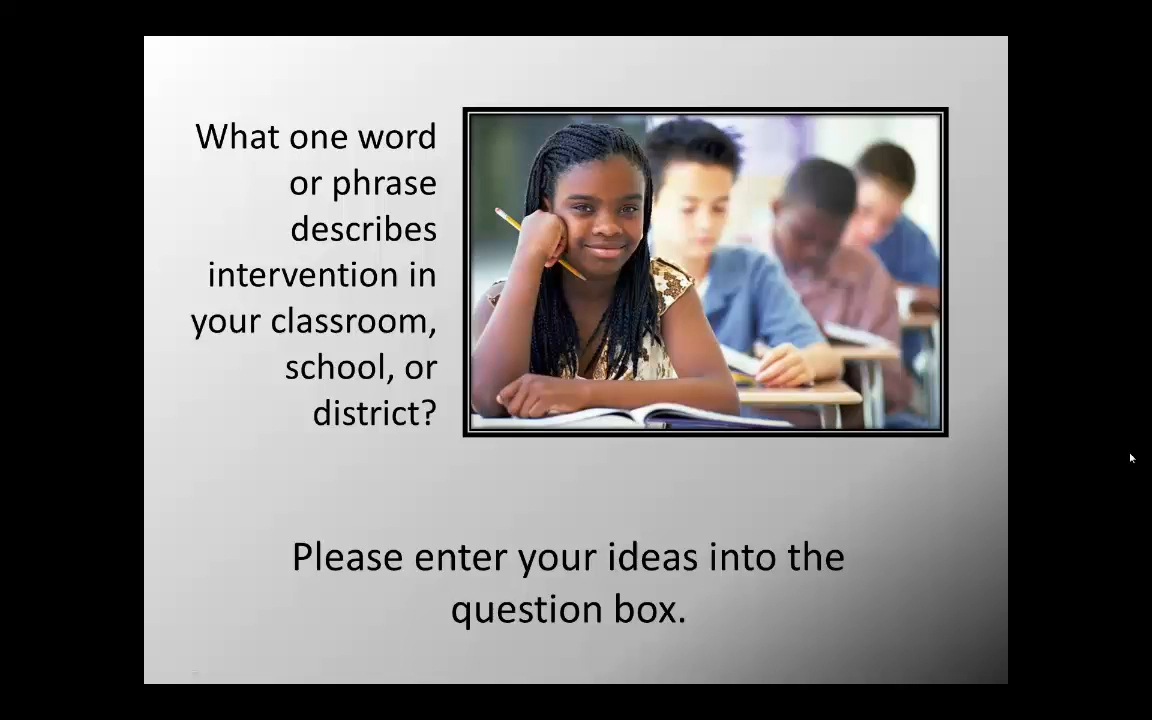 What one word
or phrase
describes
intervention in
your classroom,
school, or
district?
Please enter your ideas into the
question box.